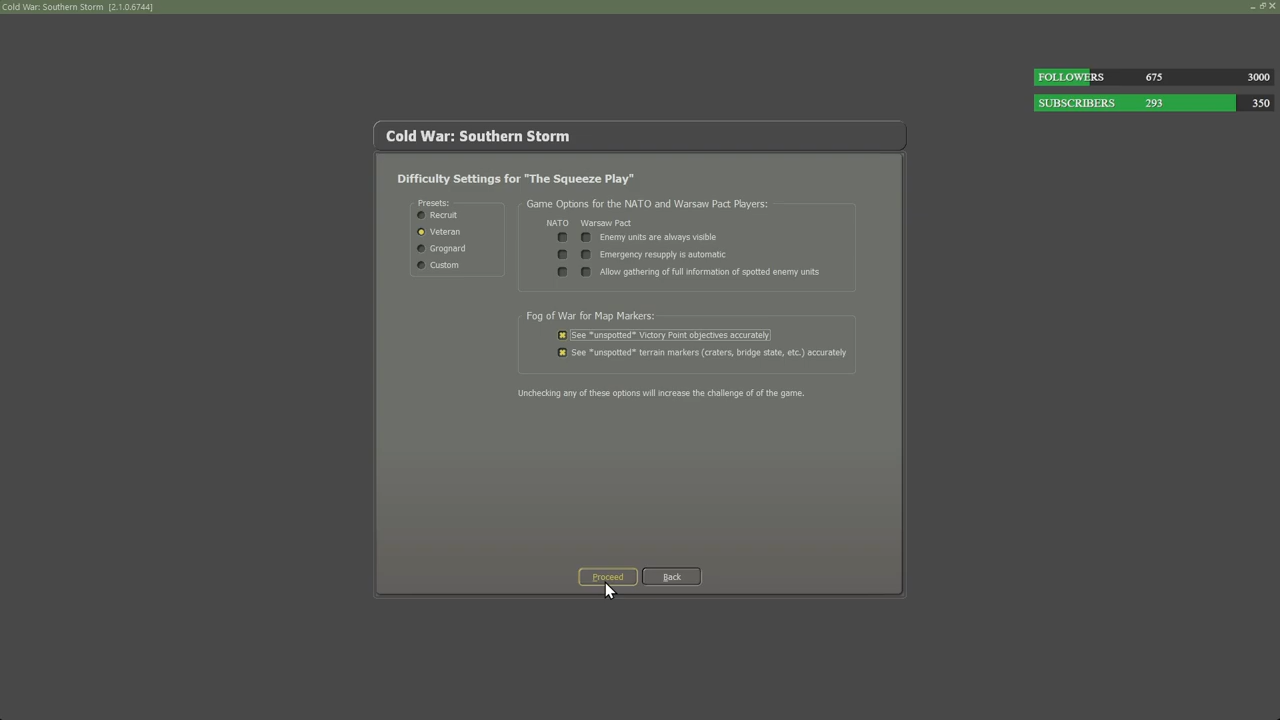 Cold War: Southern Storm [2.1.0.6744]
FOLLOWERS 675 3000
SUBSCRIBERS 293 350
Cold War: Southern Storm
Difficulty Settings for "The Squeeze Play"
Presets:
Recruit
Veteran
Grognard
Custom
Game Options for the NATO and Warsaw Pact Players:
NATO Warsaw Pact
Enemy units are always visible
Emergency resupply is automatic
Allow gathering of full information of spotted enemy units
Fog of War for Map Markers:
See *unspotted* Victory Point objectives accurately
See *unspotted* terrain markers (craters, bridge state, etc.) accurately
Unchecking any of these options will increase the challenge of of the game.
Proceed Back